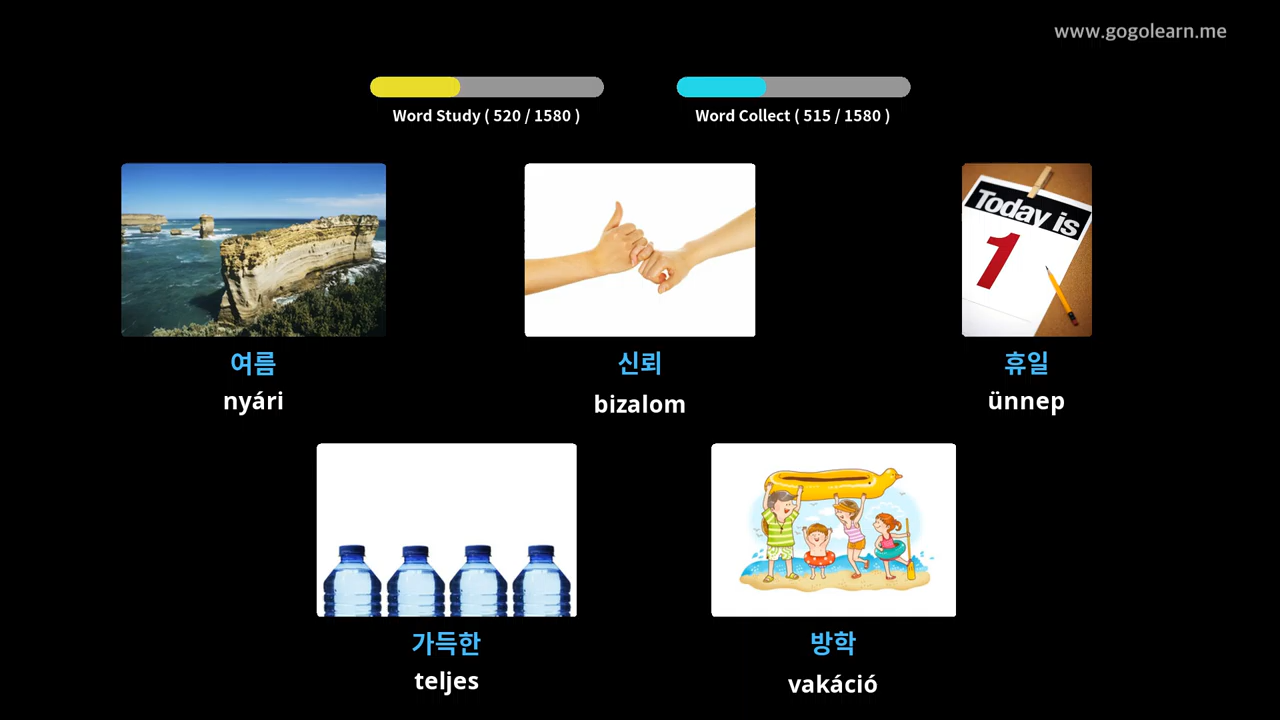 www.gogolearn.me
Word Study ( 520 / 1580 )
Word Collect ( 515 / 1580 )
Today is
1
여름
신뢰
휴일
nyári
bizalom
ünnep
가득한
방학
teljes
vakáció